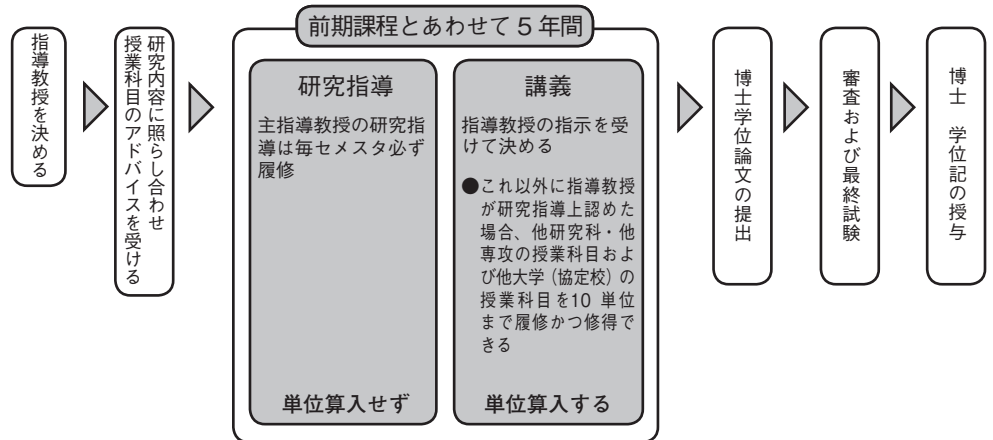 指導教授を決める
研究内容に照らし合わせ
授業科目のアドバイスを受ける
前期課程とあわせて5年間
研究指導
主指導教授の研究指
導は毎セメスタ必ず
履修
単位算入せず
講義
指導教授の指示を受
けて決める
●これ以外に指導教授
が研究指導上認めた
場合、他研究科・他
専攻の授業科目およ
び他大学(協定校)の
授業科目を10 単位
まで履修かつ修得で
きる
単位算入する
博士学位論文の提出
審査および最終試験
博士 学位記の授与